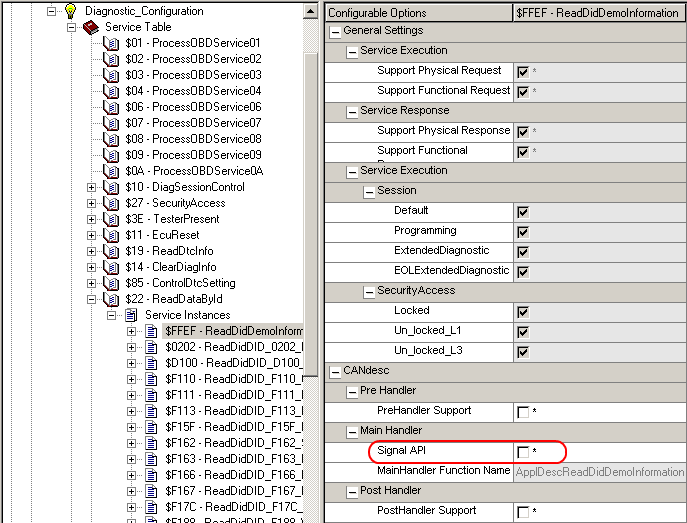 Diagnostic_Configuration
Service Table
$01 - ProcessOBDService01
$02 - ProcessOBDService02
$03 - ProcessOBDService03
$04 - ProcessOBDService04
$06 - ProcessOBDService06
$07 - ProcessOBDService07
$08 - ProcessOBDService08
$09 - ProcessOBDService09
$0A - ProcessOBDService0A
$10 - DiagSessionControl
$27 - SecurityAccess
$3E - TesterPresent
$11 - EcuReset
$19 - ReadDtcInfo
$14 - ClearDiagInfo
$85 - ControlDtcSetting
$22 - ReadDataById
Service Instances
$FFEF - ReadDidDemoInform
$0202 - ReadDidDID_0202_
$D100 - ReadDidDID_D100_
$F110 - ReadDidDID_F110_
$F111 - ReadDidDID_F111_
$F113 - ReadDidDID_F113_
$F15F - ReadDidDID_F15F_
$F162 - ReadDidDID_F162_
$F163 - ReadDidDID_F163_
$F166 - ReadDidDID_F166_
$F167 - ReadDidDID_F167_
$F17C - ReadDidDID_F17C_
Configurable Options $FFEF - ReadDidDemoInformation
General Settings
Service Execution
Support Physical Request *
Support Functional Request *
Service Response
Support Physical Response *
Support Functional *
Service Execution
Session
Default
Programming
ExtendedDiagnostic
EOLExtendedDiagnostic
SecurityAccess
Locked
Un_locked_L1
Un_locked_L3
CANdesc
Pre Handler
PreHandler Support *
Main Handler
Signal API *
MainHandler Function Name ApplDescReadDidDemoInformation
Post Handler
PostHandler Support *